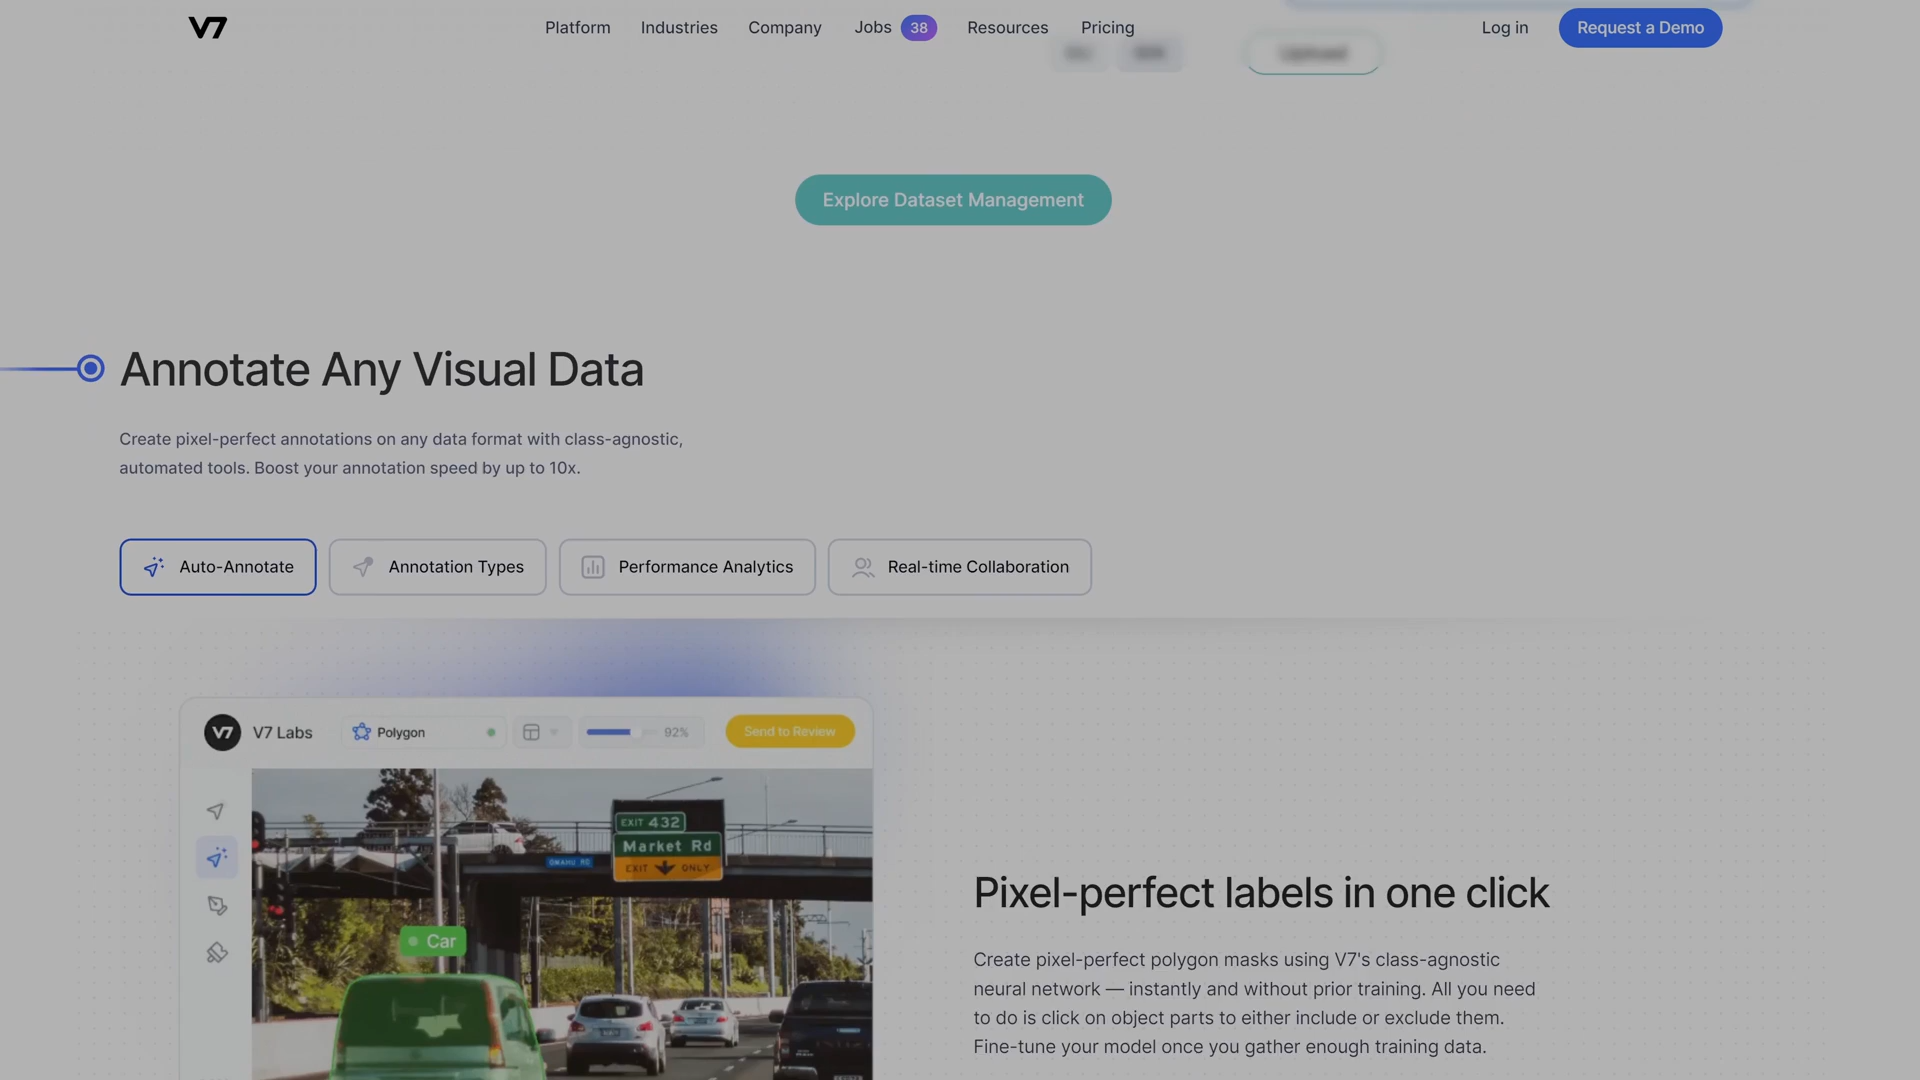 V7 Platform Industries Company Jobs 38 Resources Pricing Log in Request a Demo
Upload
Explore Dataset Management
Annotate Any Visual Data
Create pixel-perfect annotations on any data format with class-agnostic,
automated tools. Boost your annotation speed by up to 10x.
Auto-Annotate Annotation Types Performance Analytics Real-time Collaboration
V7 V7 Labs Polygon 92% Send to Review
EXIT 432
Market Rd
EXIT ONLY
OMAHU RD
Car
Pixel-perfect labels in one click
Create pixel-perfect polygon masks using V7's class-agnostic
neural network — instantly and without prior training. All you need
to do is click on object parts to either include or exclude them.
Fine-tune your model once you gather enough training data.